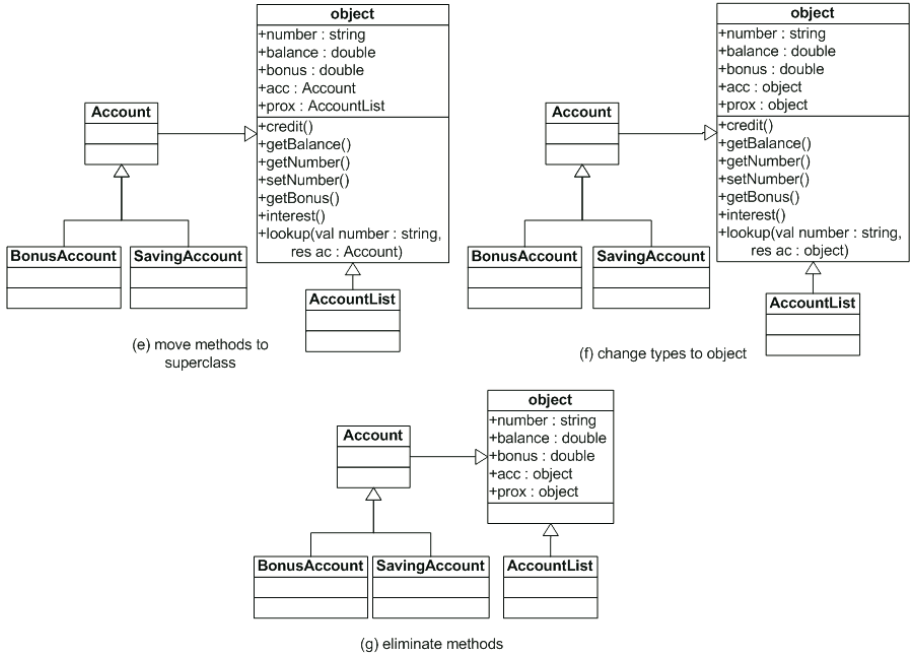 object
+number : string
+balance : double
+bonus : double
+acc : Account
+prox : AccountList
+credit()
+getBalance()
+getNumber()
+setNumber()
+getBonus()
+interest()
+lookup(val number : string,
res ac : Account)
Account
BonusAccount
SavingAccount
AccountList
(e) move methods to
superclass
object
+number : string
+balance : double
+bonus : double
+acc : object
+prox : object
+credit()
+getBalance()
+getNumber()
+setNumber()
+getBonus()
+interest()
+lookup(val number : string,
res ac : object)
Account
BonusAccount
SavingAccount
AccountList
(f) change types to object
object
+number : string
+balance : double
+bonus : double
+acc : object
+prox : object
Account
BonusAccount
SavingAccount
AccountList
(g) eliminate methods